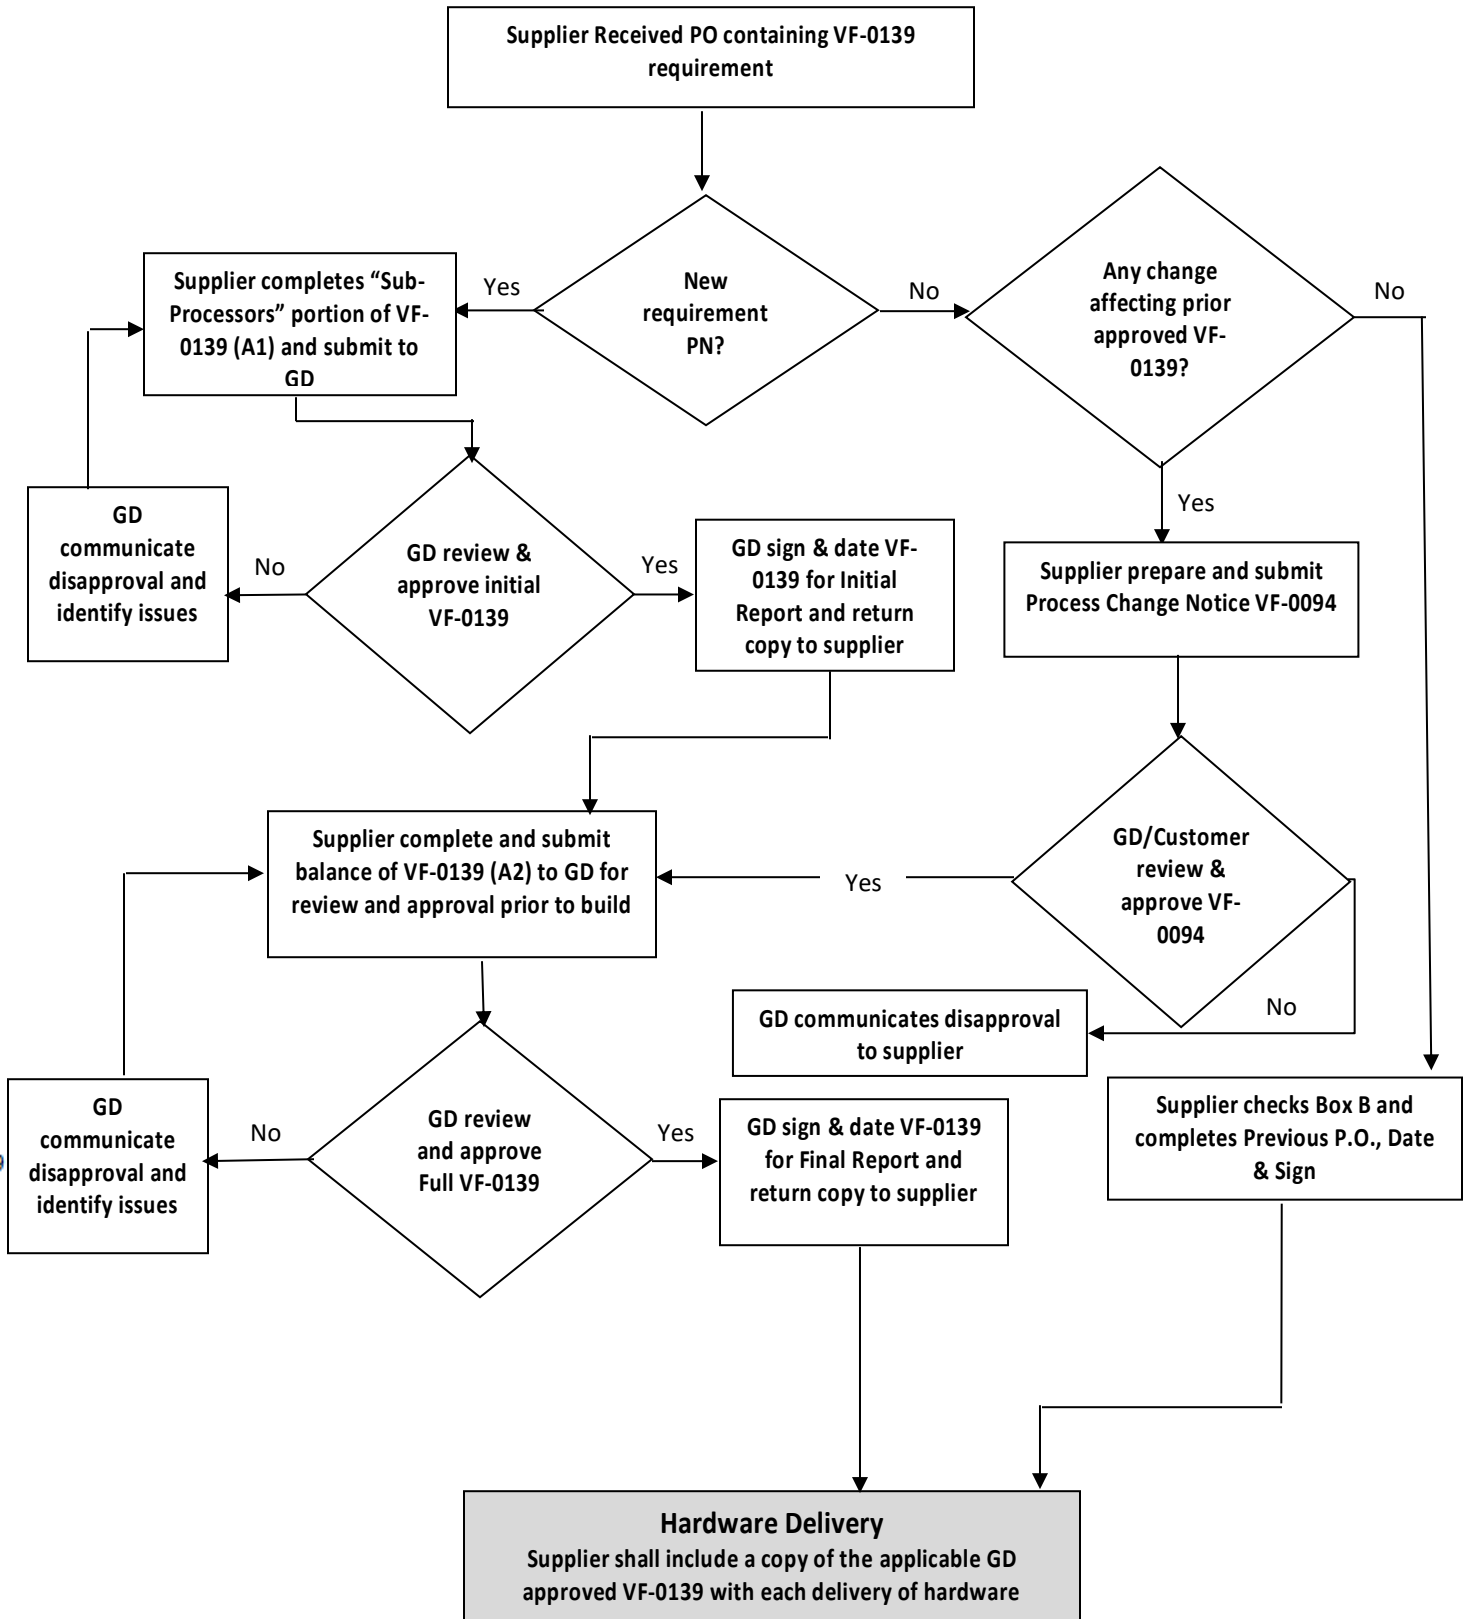 Supplier Received PO containing VF-0139
requirement
New
requirement
PN?
Yes
No
Any change
affecting prior
approved VF-
0139?
No
Yes
Supplier completes “Sub-
Processors” portion of VF-
0139 (A1) and submit to
GD
GD
communicate
disapproval and
identify issues
No
GD review &
approve initial
VF-0139
Yes
GD sign & date VF-
0139 for Initial
Report and return
copy to supplier
Supplier prepare and submit
Process Change Notice VF-0094
Supplier complete and submit
balance of VF-0139 (A2) to GD for
review and approval prior to build
Yes
GD/Customer
review &
approve VF-
0094
No
GD communicates disapproval
to supplier
GD
communicate
disapproval and
identify issues
No
GD review
and approve
Full VF-0139
Yes
GD sign & date VF-0139
for Final Report and
return copy to supplier
Supplier checks Box B and
completes Previous P.O., Date
& Sign
Hardware Delivery
Supplier shall include a copy of the applicable GD
approved VF-0139 with each delivery of hardware